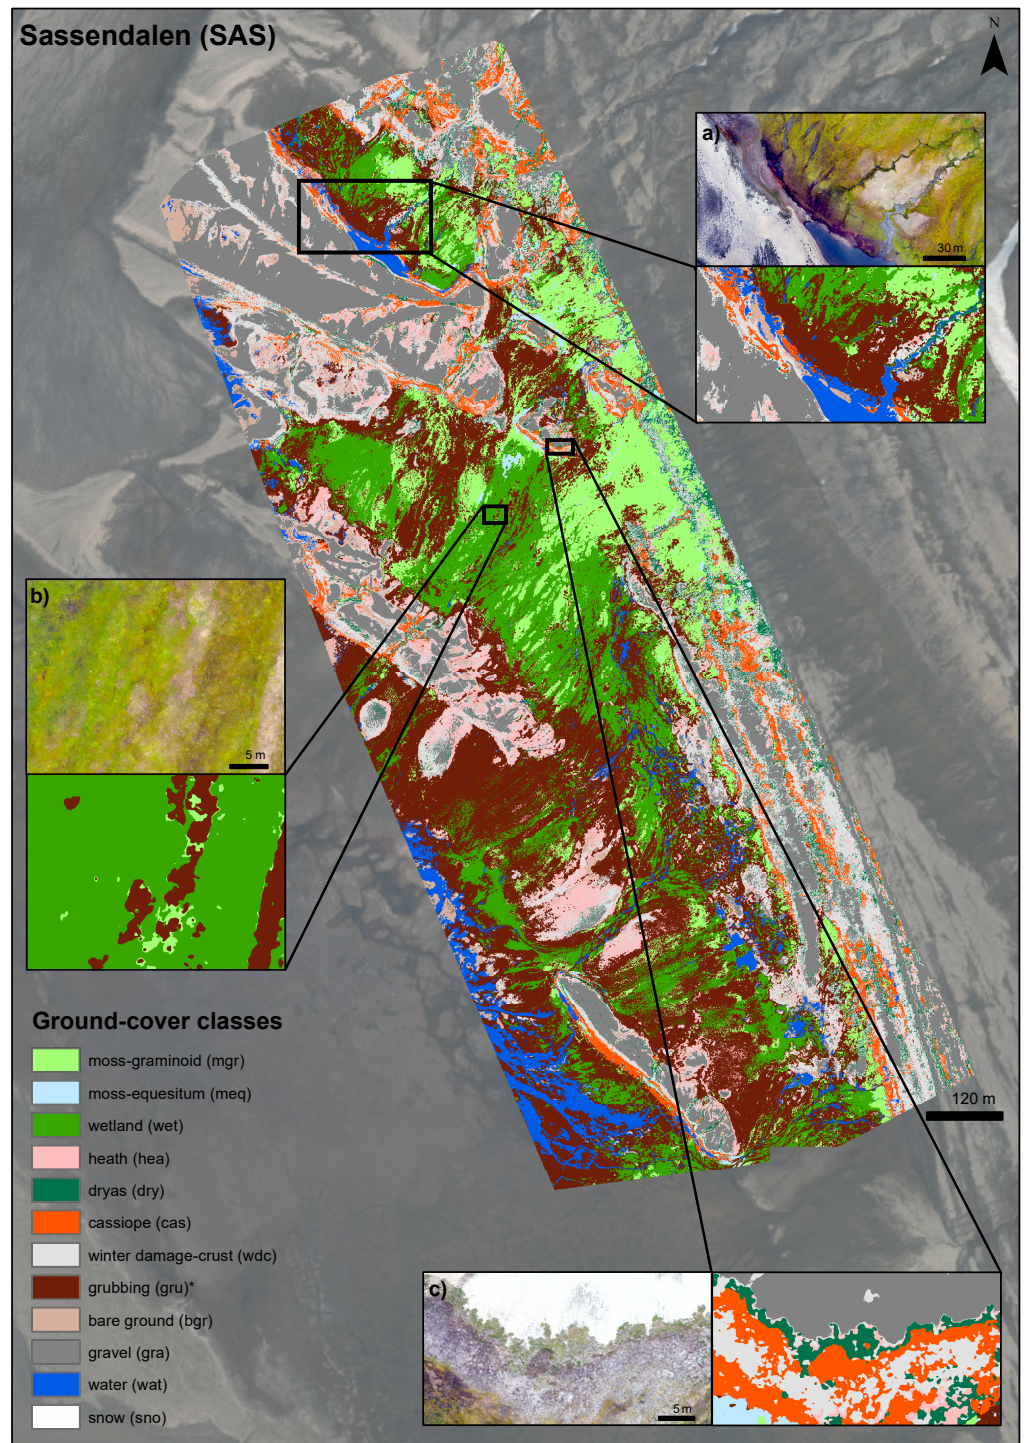 Sassendalen (SAS)
N
a)
30 m
b)
5 m
Ground-cover classes
moss-graminoid (mgr)
moss-equesitum (meq)
wetland (wet)
heath (hea)
dryas (dry)
cassiope (cas)
winter damage-crust (wdc)
grubbing (gru)*
bare ground (bgr)
gravel (gra)
water (wat)
snow (sno)
120 m
c)
5 m